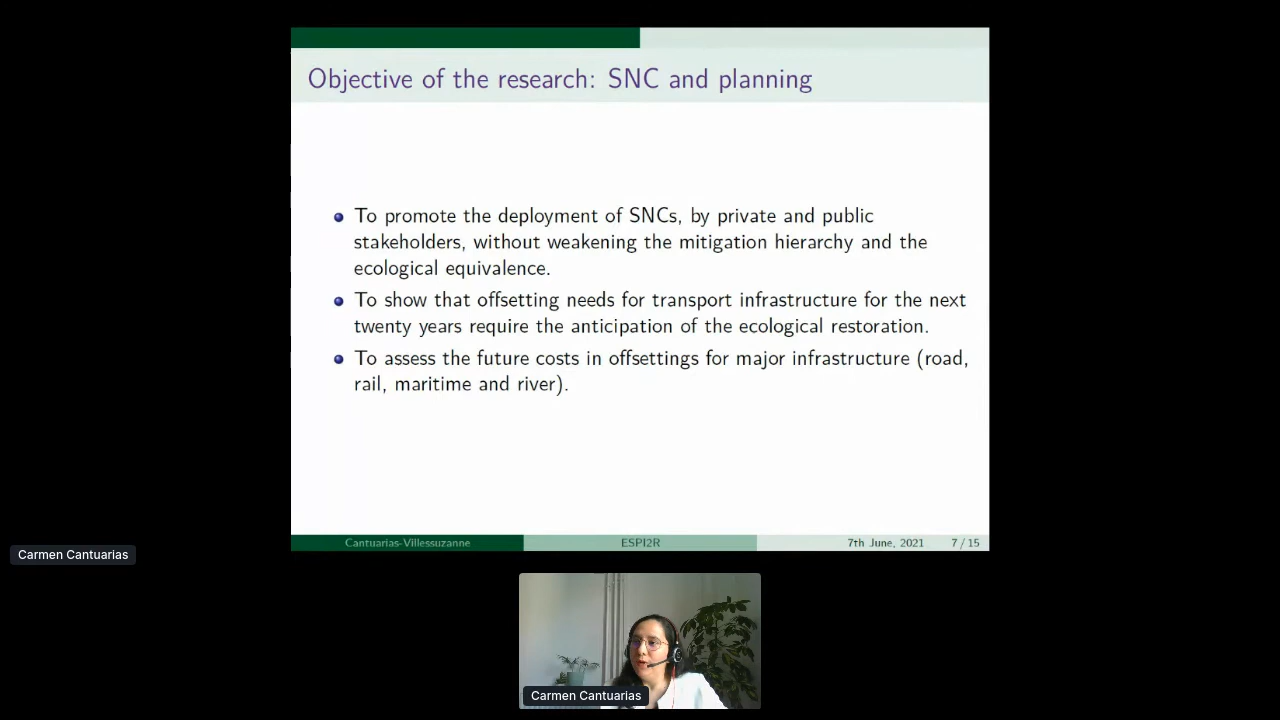 Objective of the research: SNC and planning
To promote the deployment of SNCs, by private and public
stakeholders, without weakening the mitigation hierarchy and the
ecological equivalence.
To show that offsetting needs for transport infrastructure for the next
twenty years require the anticipation of the ecological restoration.
To assess the future costs in offsettings for major infrastructure (road,
rail, maritime and river).
Cantuarias-Villessuzanne ESPI2R 7th June, 2021 7 / 15
Carmen Cantuarias
Carmen Cantuarias